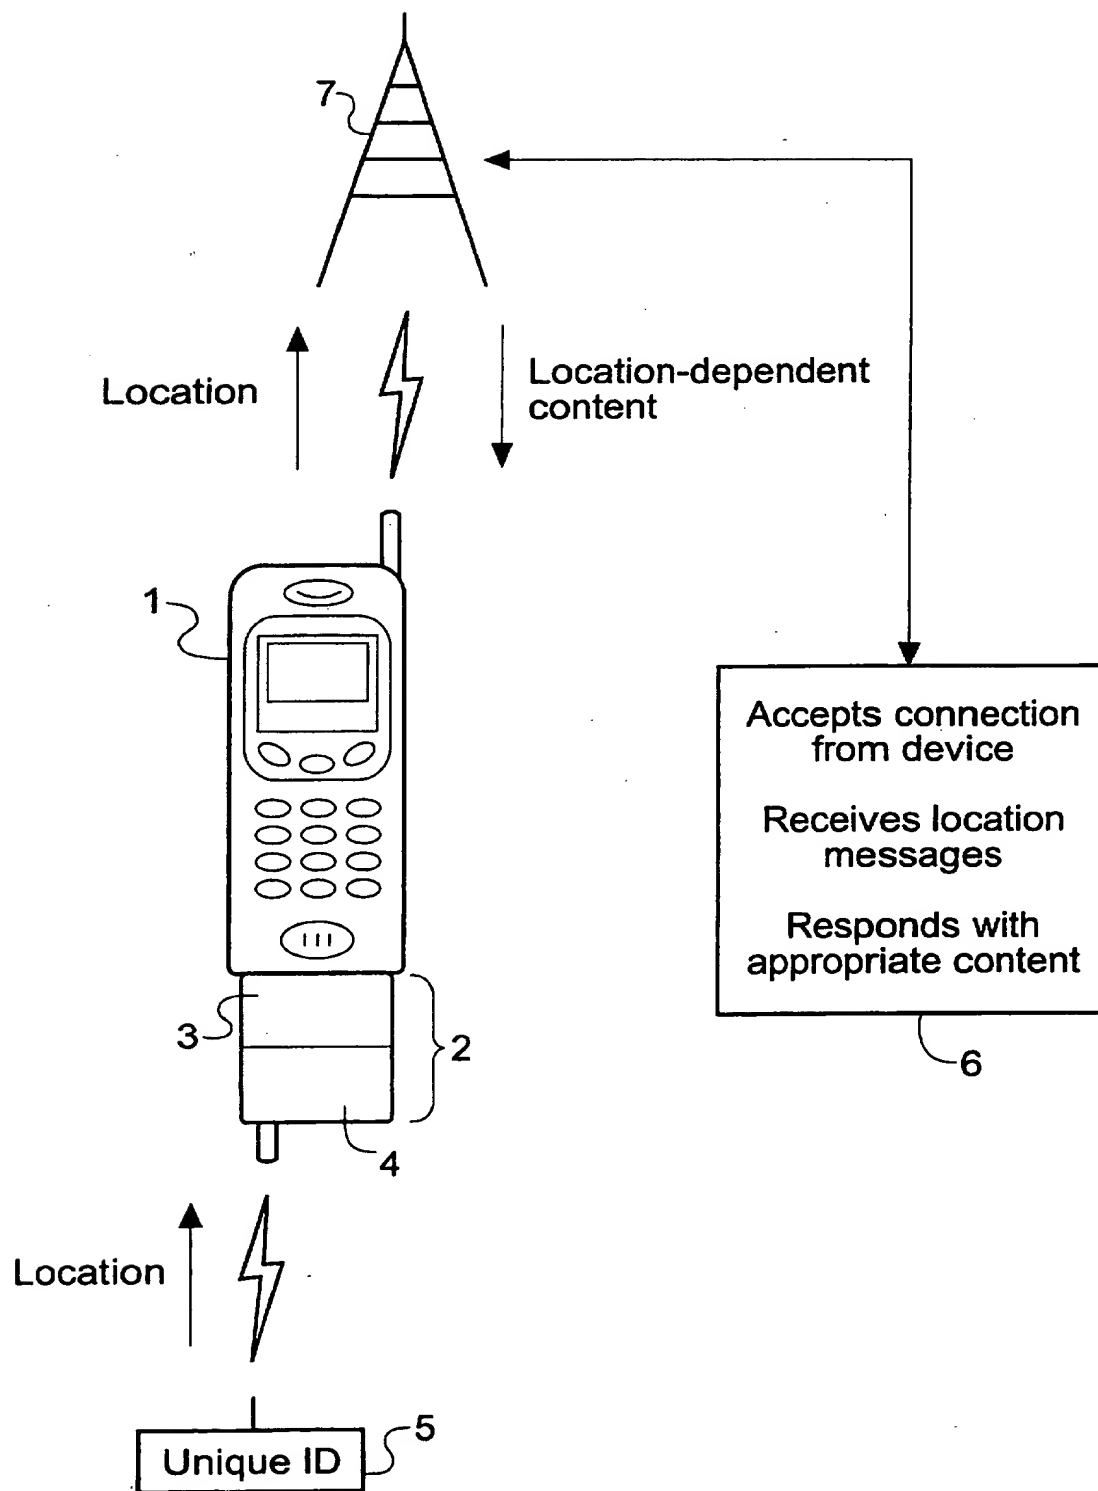 7
Location
Location-dependent
content
1
Accepts connection
from device
Receives location
messages
Responds with
appropriate content
3
2
6
4
Location
5
Unique ID